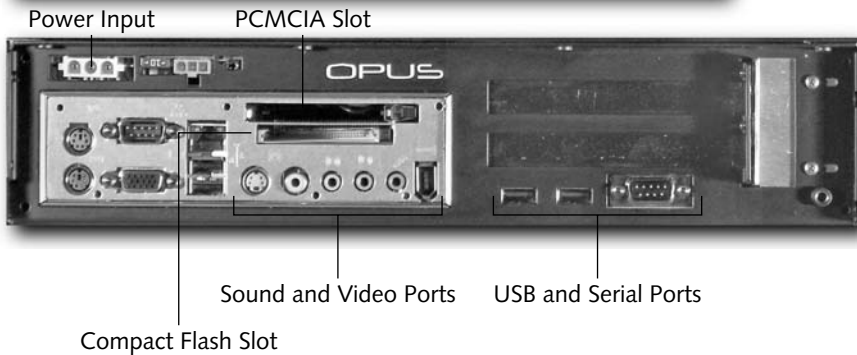 Power Input
PCMCIA Slot
OPUS
Sound and Video Ports
USB and Serial Ports
Compact Flash Slot